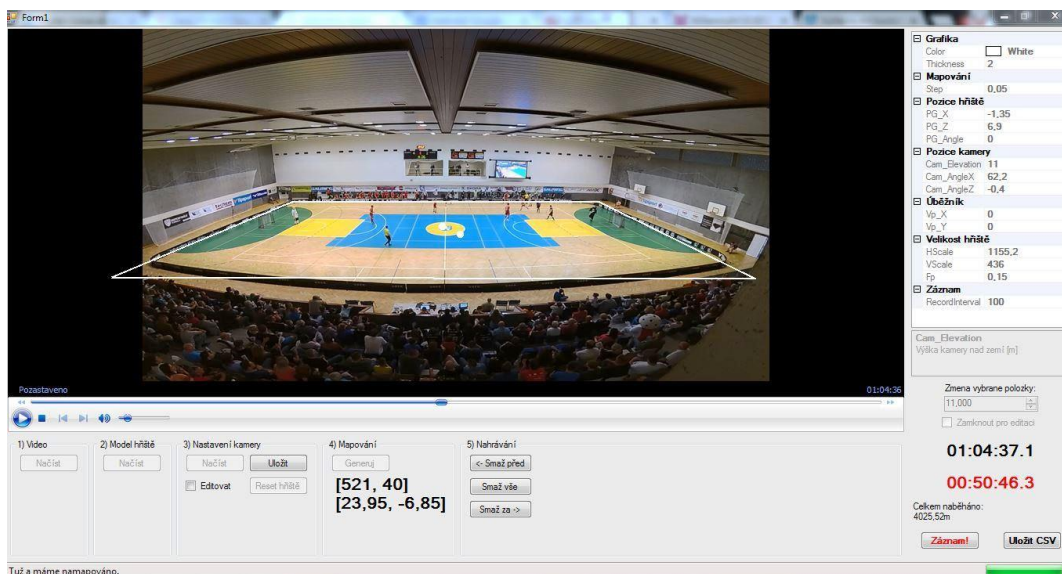 Form1
Pozastaveno
01:04:36
Grafika
Color White
Thickness 2
Mapování
Step 0,05
Pozice hřiště
PG_X -1,35
PG_Z 6,9
PG_Angle 0
Pozice kamery
Cam_Elevation 11
Cam_AngleX 62,2
Cam_AngleZ -0,4
Úběžník
Vp_X 0
Vp_Y 0
Velikost hřiště
HScale 1155,2
VScale 436
Fp 0,15
Záznam
RecordInterval 100
Cam_Elevation
Výška kamery nad zemí [m]
Zmena vybrane polozky:
11,000
Zamknout pro editaci
01:04:37.1
00:50:46.3
Celkem naběháno:
4025,52m
Záznam! Uložit CSV
1) Video
Načíst
2) Model hřiště
Načíst
3) Nastavení kamery
Načíst Uložit
Editovat Reset hřiště
4) Mapování
Generuj
[521, 40]
[23,95, -6,85]
5) Nahrávání
<- Smaž před
Smaž vše
Smaž za ->
Tuž a máme namapováno.